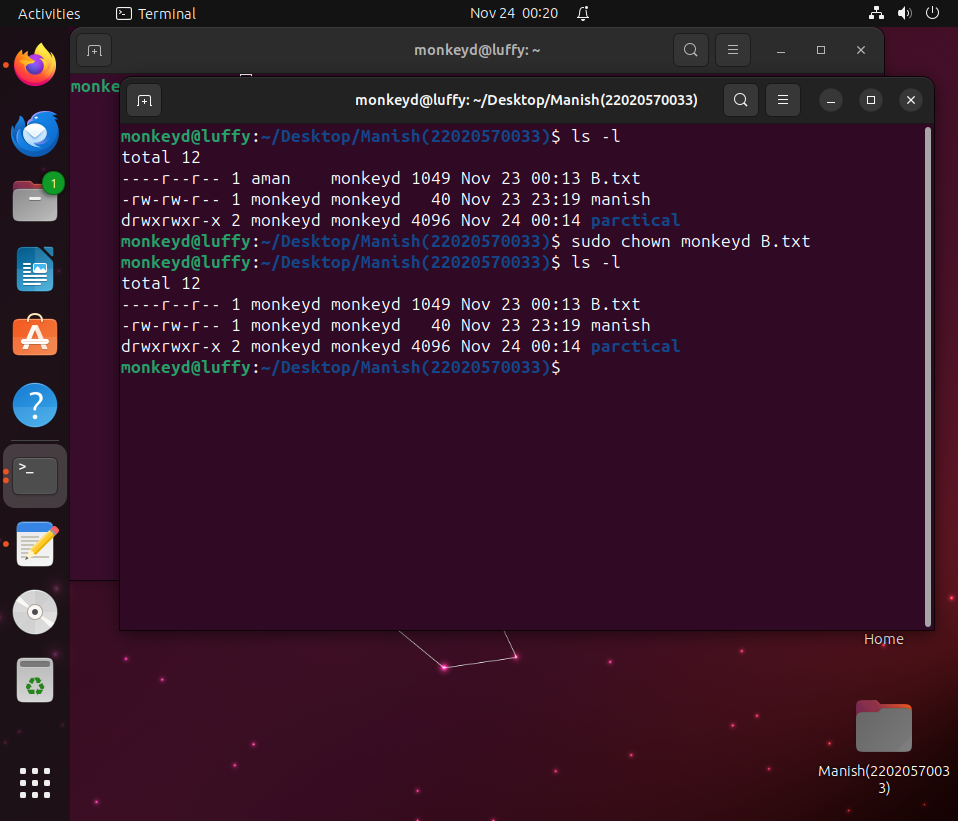 Activities Terminal Nov 24 00:20
monkeyd@luffy: ~
monke
monkeyd@luffy: ~/Desktop/Manish(22020570033)
monkeyd@luffy:~/Desktop/Manish(22020570033)$ ls -l
total 12
----r--r-- 1 aman    monkeyd 1049 Nov 23 00:13 B.txt
-rw-rw-r-- 1 monkeyd monkeyd   40 Nov 23 23:19 manish
drwxrwxr-x 2 monkeyd monkeyd 4096 Nov 24 00:14 parctical
monkeyd@luffy:~/Desktop/Manish(22020570033)$ sudo chown monkeyd B.txt
monkeyd@luffy:~/Desktop/Manish(22020570033)$ ls -l
total 12
----r--r-- 1 monkeyd monkeyd 1049 Nov 23 00:13 B.txt
-rw-rw-r-- 1 monkeyd monkeyd   40 Nov 23 23:19 manish
drwxrwxr-x 2 monkeyd monkeyd 4096 Nov 24 00:14 parctical
monkeyd@luffy:~/Desktop/Manish(22020570033)$
1
?
>_
Home
Manish(2202057003
3)